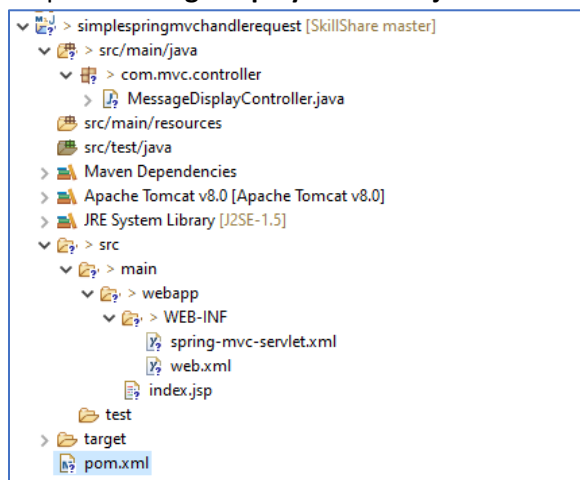 > simplespringmvchandlerequest [SkillShare master]
> src/main/java
> com.mvc.controller
> MessageDisplayController.java
src/main/resources
src/test/java
> Maven Dependencies
> Apache Tomcat v8.0 [Apache Tomcat v8.0]
> JRE System Library [J2SE-1.5]
> src
> main
> webapp
> WEB-INF
spring-mvc-servlet.xml
web.xml
index.jsp
test
> target
pom.xml